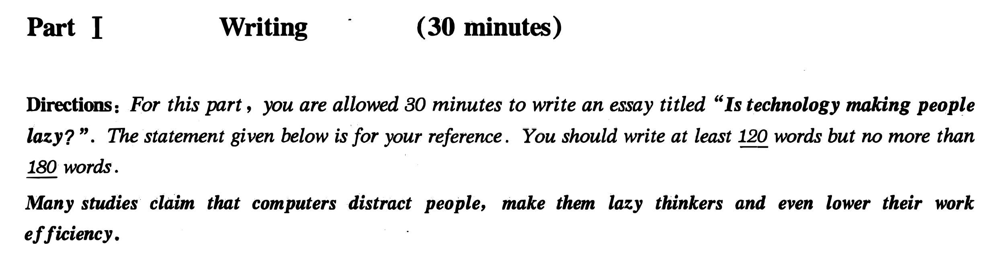 Part Ⅰ Writing (30 minutes)
Directions: For this part, you are allowed 30 minutes to write an essay titled “Is technology making people
lazy?”. The statement given below is for your reference. You should write at least 120 words but no more than
180 words.
Many studies claim that computers distract people, make them lazy thinkers and even lower their work
efficiency.